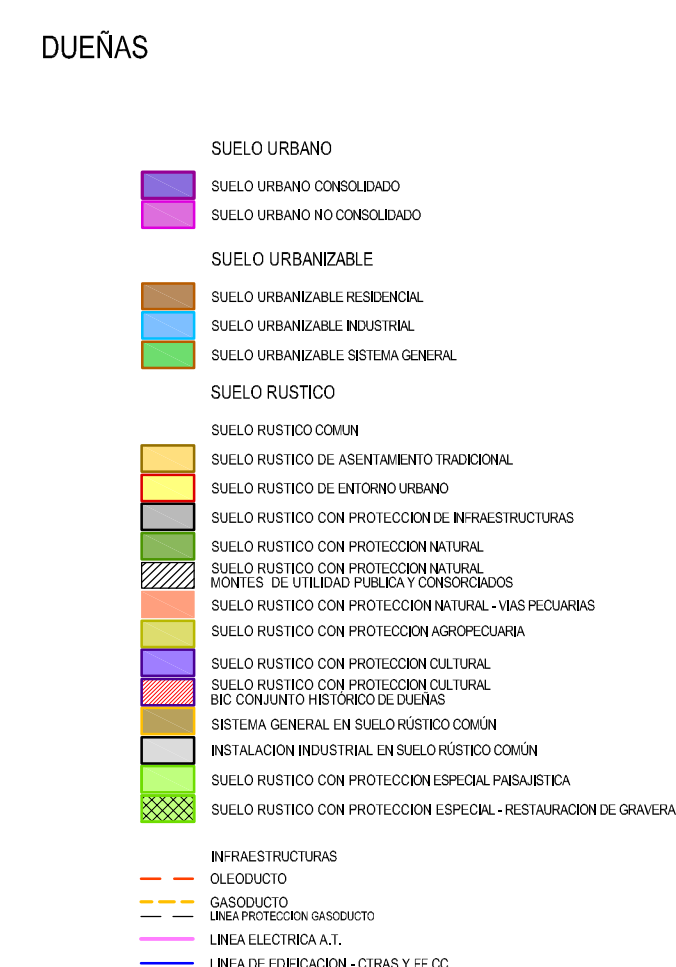 DUEÑAS
SUELO URBANO
SUELO URBANO CONSOLIDADO
SUELO URBANO NO CONSOLIDADO
SUELO URBANIZABLE
SUELO URBANIZABLE RESIDENCIAL
SUELO URBANIZABLE INDUSTRIAL
SUELO URBANIZABLE SISTEMA GENERAL
SUELO RUSTICO
SUELO RUSTICO COMUN
SUELO RUSTICO DE ASENTAMIENTO TRADICIONAL
SUELO RUSTICO DE ENTORNO URBANO
SUELO RUSTICO CON PROTECCION DE INFRAESTRUCTURAS
SUELO RUSTICO CON PROTECCION NATURAL
SUELO RUSTICO CON PROTECCION NATURAL
MONTES DE UTILIDAD PUBLICA Y CONSORCIADOS
SUELO RUSTICO CON PROTECCION NATURAL - VIAS PECUARIAS
SUELO RUSTICO CON PROTECCION AGROPECUARIA
SUELO RUSTICO CON PROTECCION CULTURAL
SUELO RUSTICO CON PROTECCION CULTURAL
BIC CONJUNTO HISTÓRICO DE DUEÑAS
SISTEMA GENERAL EN SUELO RÚSTICO COMÚN
INSTALACION INDUSTRIAL EN SUELO RÚSTICO COMÚN
SUELO RUSTICO CON PROTECCION ESPECIAL PAISAJISTICA
SUELO RUSTICO CON PROTECCION ESPECIAL - RESTAURACION DE GRAVERA
INFRAESTRUCTURAS
OLEODUCTO
GASODUCTO
LINEA PROTECCION GASODUCTO
LINEA ELECTRICA A.T.
LINEA DE EDIFICACION - CTRAS Y FF.CC.